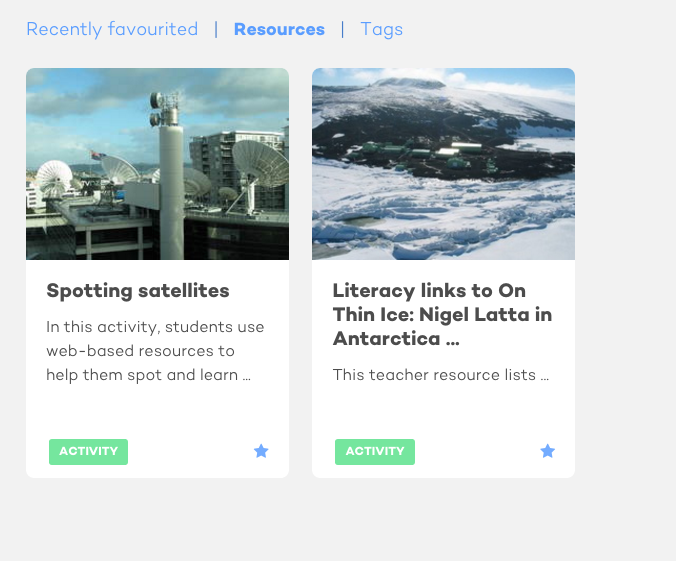 Recently favourited | Resources | Tags
Spotting satellites
In this activity, students use
web-based resources to
help them spot and learn ...
ACTIVITY
Literacy links to On
Thin Ice: Nigel Latta in
Antarctica ...
This teacher resource lists ...
ACTIVITY